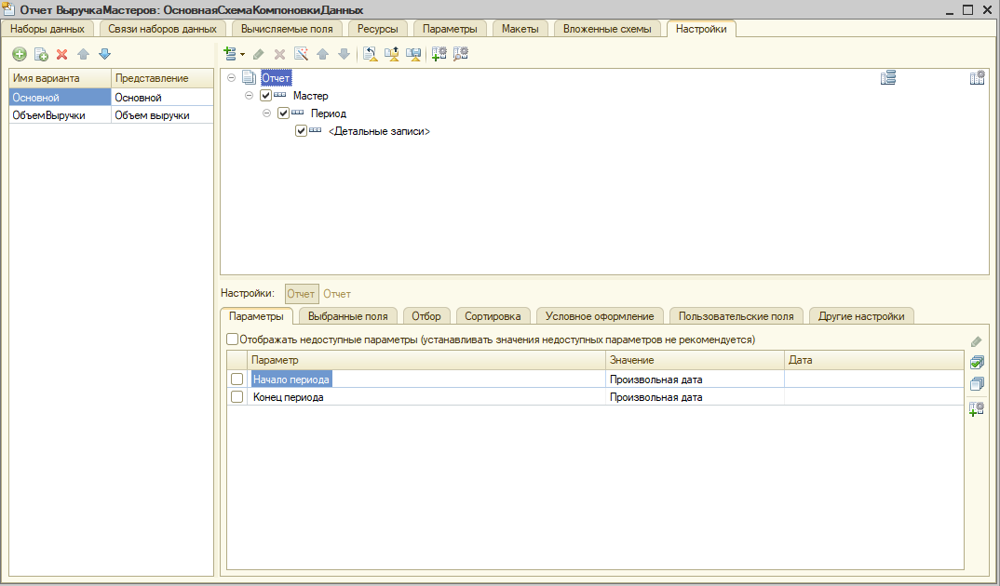 Отчет ВыручкаМастеров: ОсновнаяСхемаКомпоновкиДанных
Наборы данных Связи наборов данных Вычисляемые поля Ресурсы Параметры Макеты Вложенные схемы Настройки
Имя варианта Представление
Основной Основной
ОбъемВыручки Объем выручки
Отчет
Мастер
Период
<Детальные записи>
Настройки: Отчет Отчет
Параметры Выбранные поля Отбор Сортировка Условное оформление Пользовательские поля Другие настройки
Отображать недоступные параметры (устанавливать значения недоступных параметров не рекомендуется)
Параметр Значение Дата
Начало периода Произвольная дата
Конец периода Произвольная дата